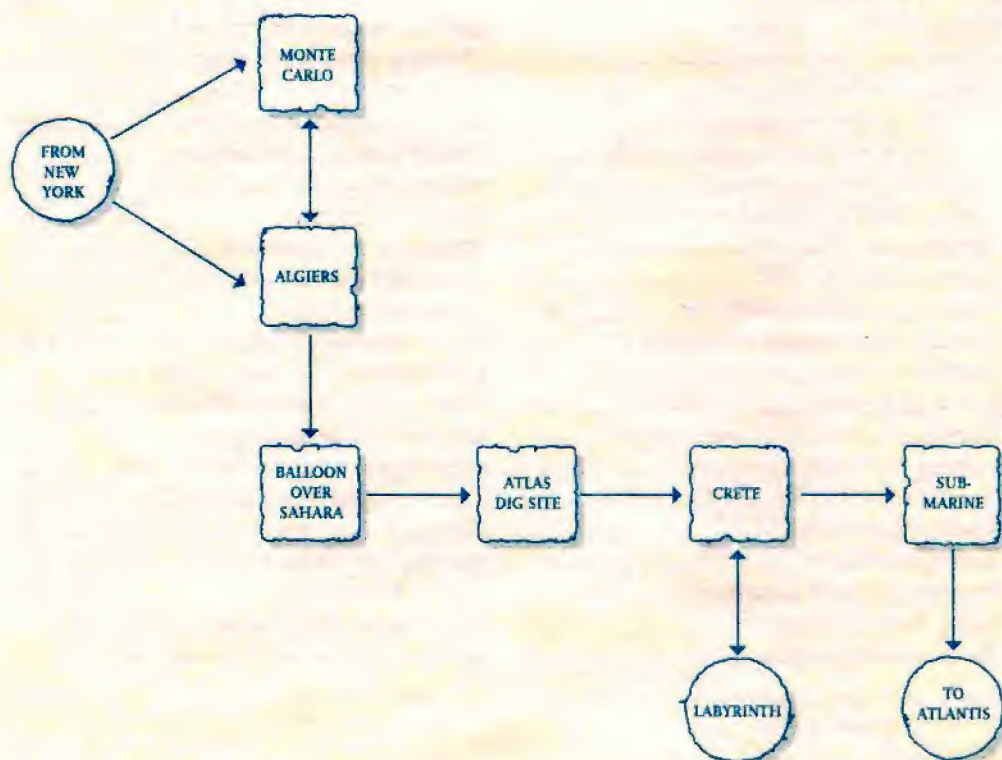 MONTE
CARLO
FROM
NEW
YORK
ALGIERS
BALLOON
OVER
SAHARA
ATLAS
DIG SITE
CRETE
SUB-
MARINE
LABYRINTH
TO
ATLANTIS